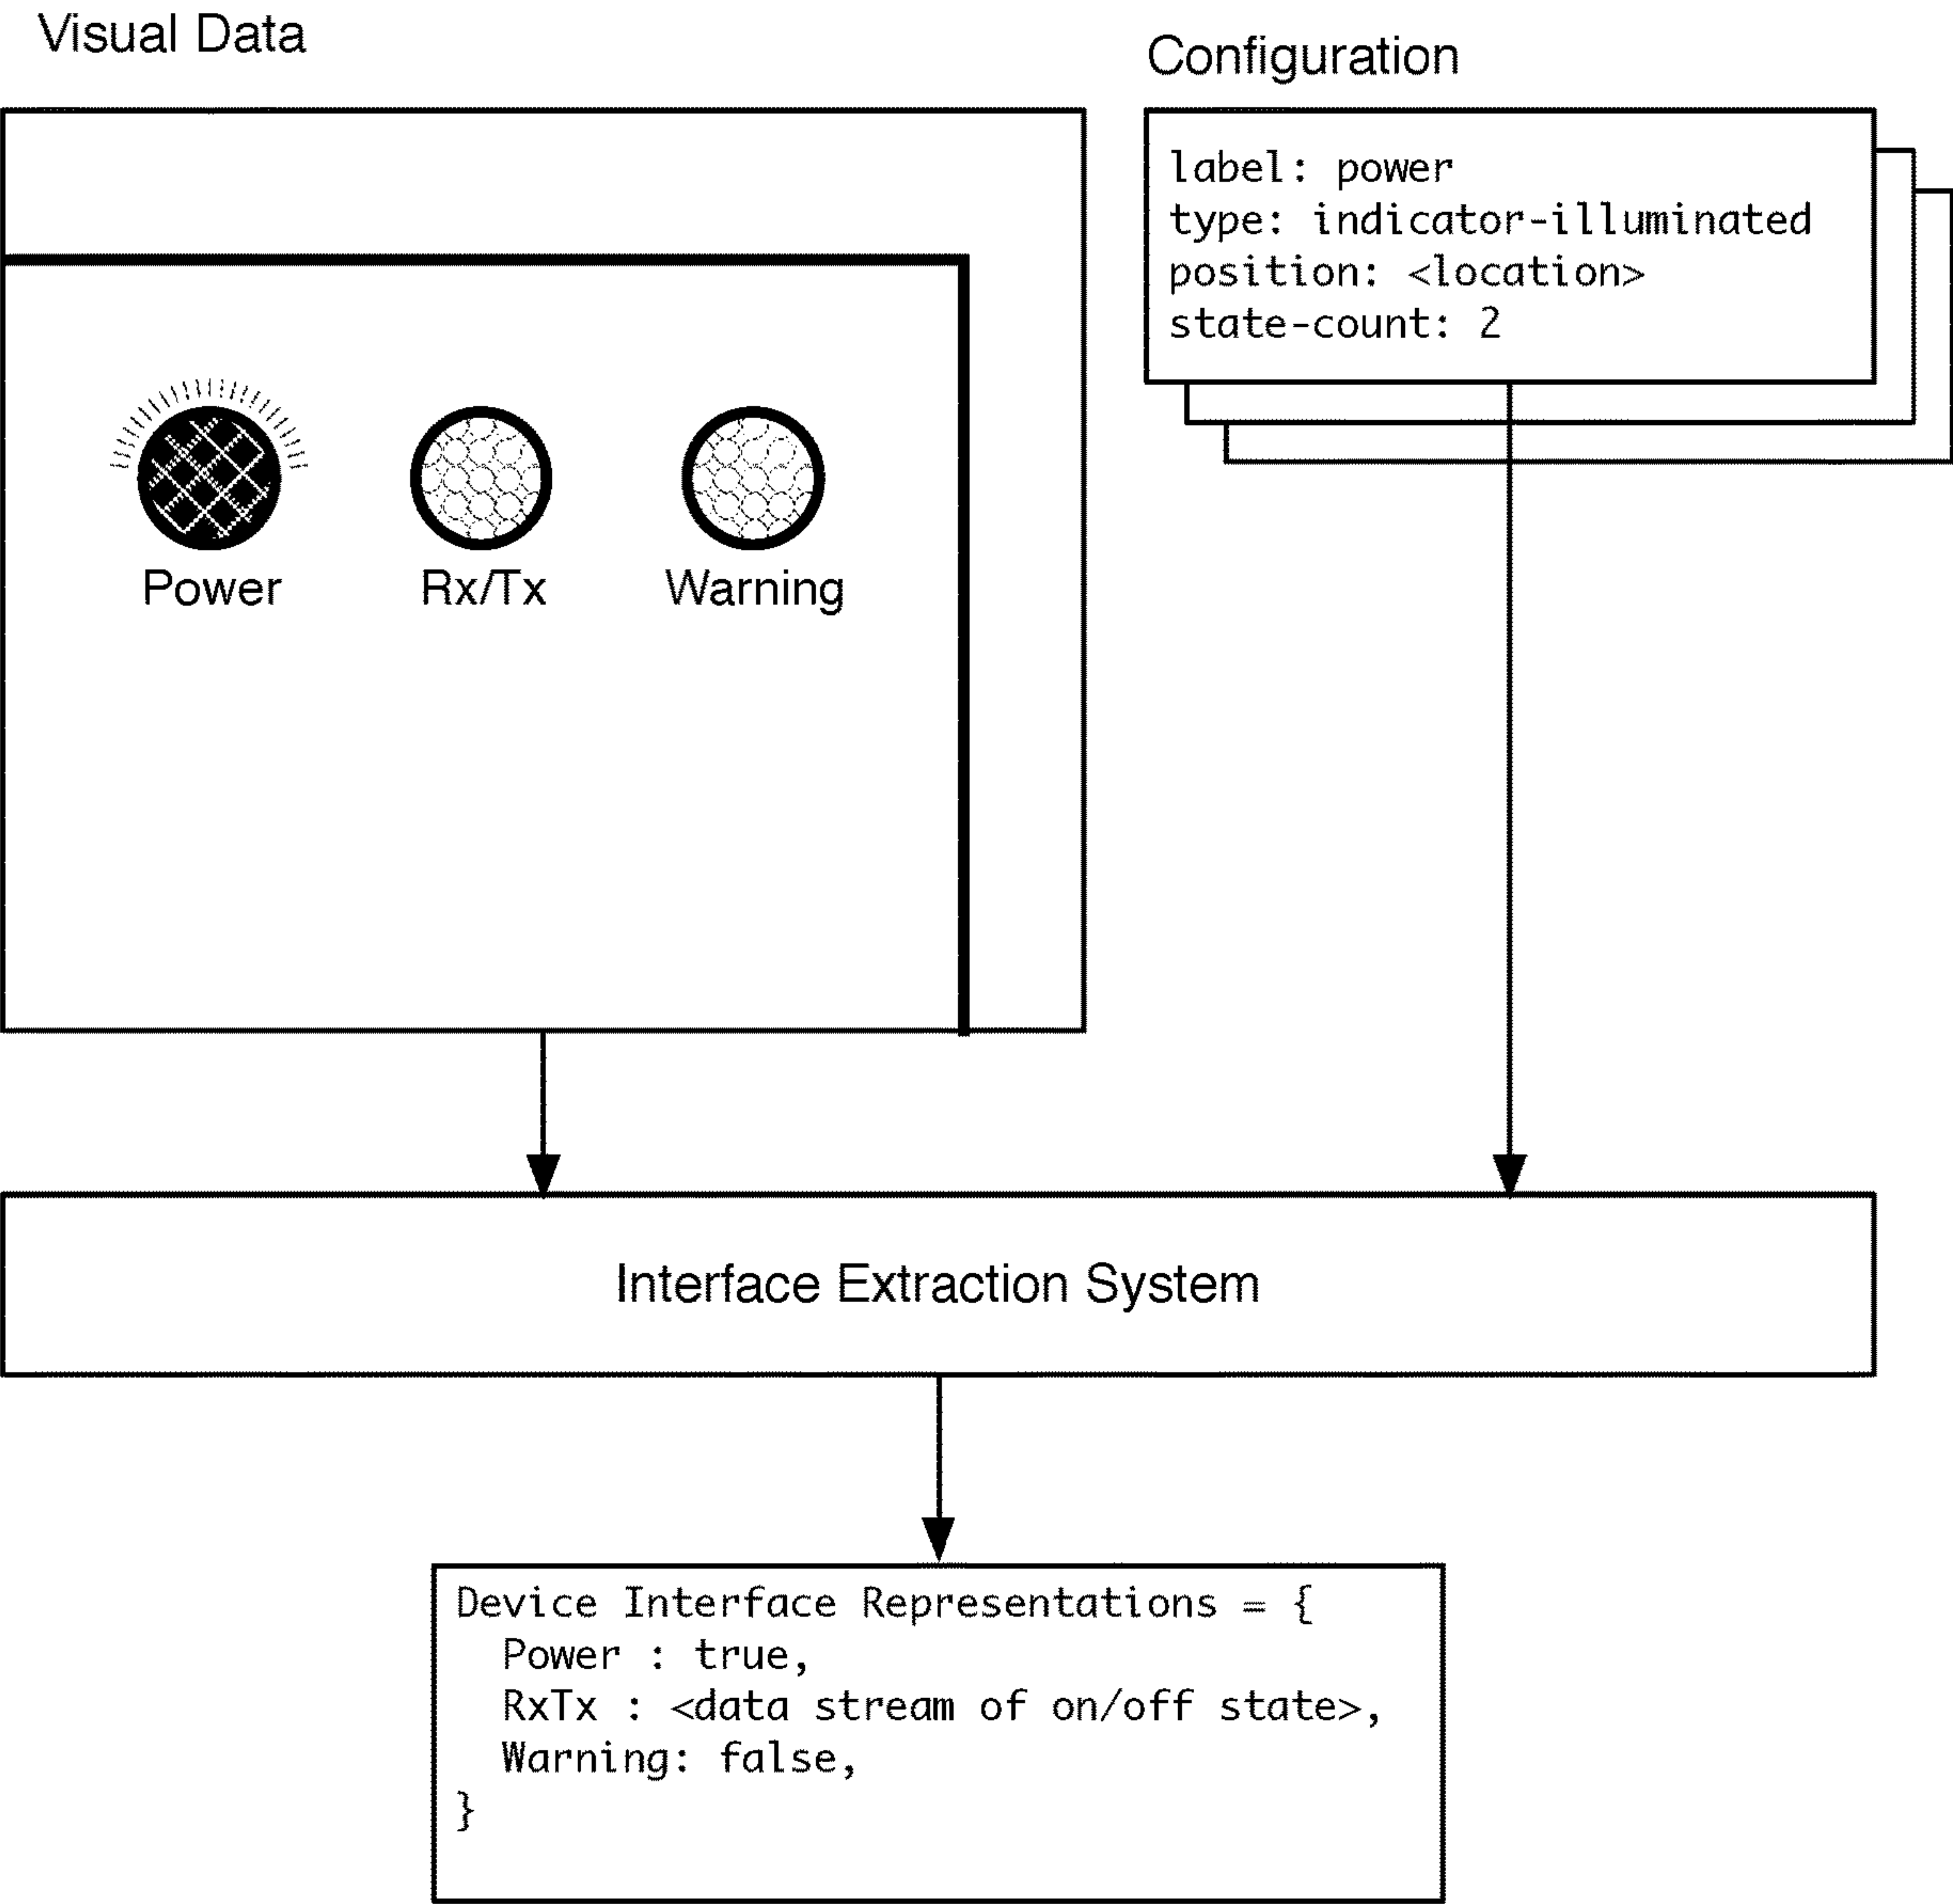 Visual Data
Configuration
label: power
type: indicator-illuminated
position: <location>
state-count: 2
Power
Rx/Tx
Warning
Interface Extraction System
Device Interface Representations = {
Power : true,
RxTx : <data stream of on/off state>,
Warning: false,
}